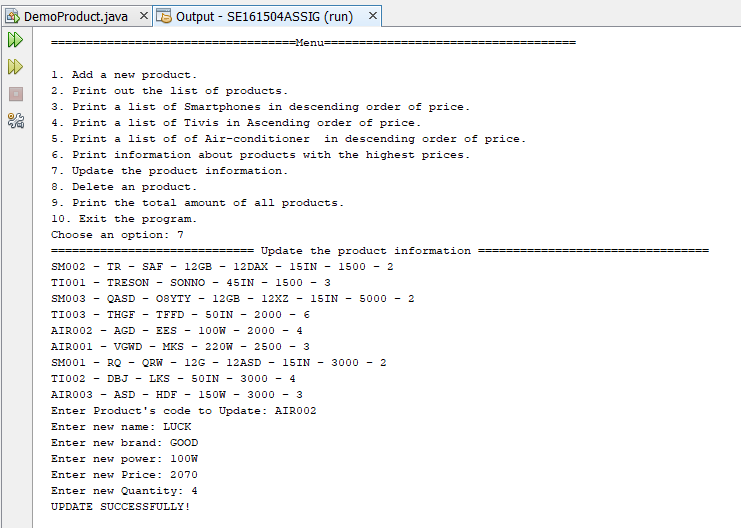 DemoProduct.java × Output - SE161504ASSIG (run) ×
===================================Menu====================================
1. Add a new product.
2. Print out the list of products.
3. Print a list of Smartphones in descending order of price.
4. Print a list of Tivis in Ascending order of price.
5. Print a list of of Air-conditioner  in descending order of price.
6. Print information about products with the highest prices.
7. Update the product information.
8. Delete an product.
9. Print the total amount of all products.
10. Exit the program.
Choose an option: 7
============================= Update the product information =================================
SM002 - TR - SAF - 12GB - 12DAX - 15IN - 1500 - 2
TI001 - TRESON - SONNO - 45IN - 1500 - 3
SM003 - QASD - O8YTY - 12GB - 12XZ - 15IN - 5000 - 2
TI003 - THGF - TFFD - 50IN - 2000 - 6
AIR002 - AGD - EES - 100W - 2000 - 4
AIR001 - VGWD - MKS - 220W - 2500 - 3
SM001 - RQ - QRW - 12G - 12ASD - 15IN - 3000 - 2
TI002 - DBJ - LKS - 50IN - 3000 - 4
AIR003 - ASD - HDF - 150W - 3000 - 3
Enter Product's code to Update: AIR002
Enter new name: LUCK
Enter new brand: GOOD
Enter new power: 100W
Enter new Price: 2070
Enter new Quantity: 4
UPDATE SUCCESSFULLY!